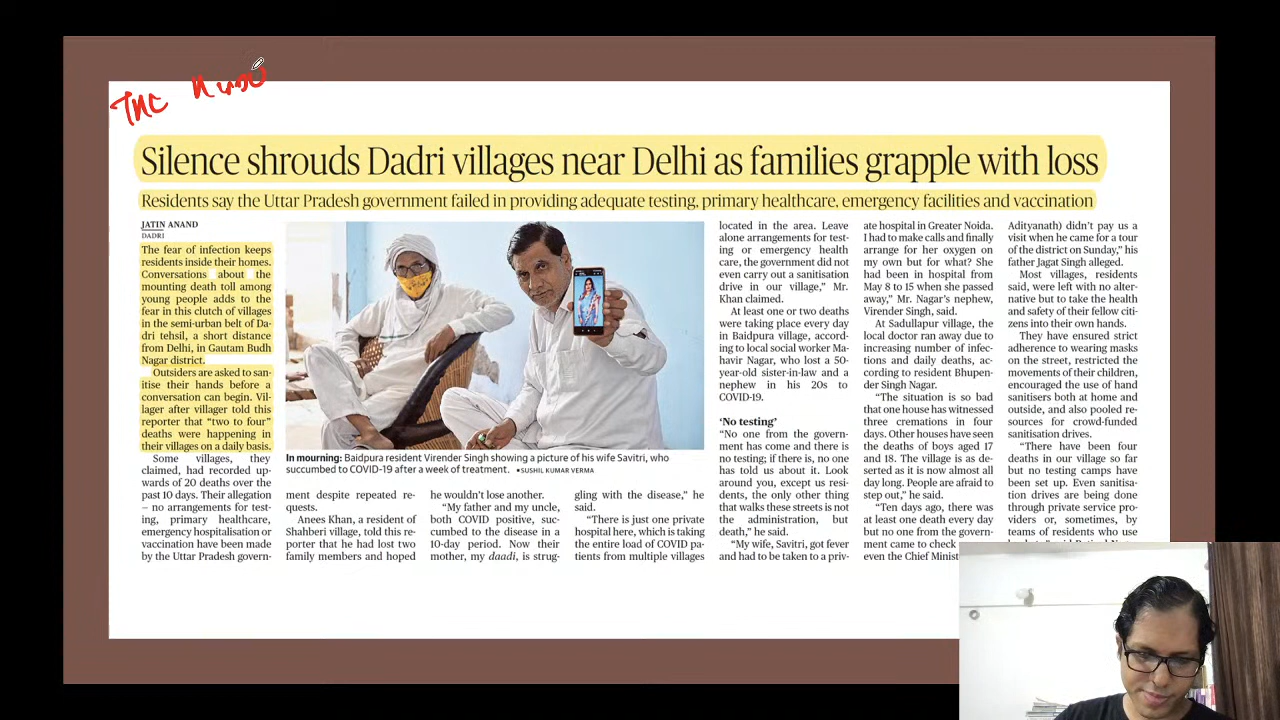 Silence shrouds Dadri villages near Delhi as families grapple with loss
Residents say the Uttar Pradesh government failed in providing adequate testing, primary healthcare, emergency facilities and vaccination
JATIN ANAND
DADRI
The fear of infection keeps
residents inside their homes.
Conversations about the
mounting death toll among
young people adds to the
fear in this clutch of villages
in the semi-urban belt of Da-
dri tehsil, a short distance
from Delhi, in Gautam Budh
Nagar district.
Outsiders are asked to san-
itise their hands before a
conversation can begin. Vil-
lager after villager told this
reporter that "two to four"
deaths were happening in
their villages on a daily basis.
Some villages, they
claimed, had recorded up-
wards of 20 deaths over the
past 10 days. Their allegation
– no arrangements for test-
ing, primary healthcare,
emergency hospitalisation or
vaccination have been made
by the Uttar Pradesh govern-
In mourning: Baidpura resident Virender Singh showing a picture of his wife Savitri, who
succumbed to COVID-19 after a week of treatment. •SUSHIL KUMAR VERMA
ment despite repeated re-
quests.
Anees Khan, a resident of
Shahberi village, told this re-
porter that he had lost two
family members and hoped
he wouldn't lose another.
"My father and my uncle,
both COVID positive, suc-
cumbed to the disease in a
10-day period. Now their
mother, my daadi, is strug-
gling with the disease," he
said.
"There is just one private
hospital here, which is taking
the entire load of COVID pa-
tients from multiple villages
located in the area. Leave
alone arrangements for test-
ing or emergency health
care, the government did not
even carry out a sanitisation
drive in our village," Mr.
Khan claimed.
At least one or two deaths
were taking place every day
in Baidpura village, accord-
ing to local social worker Ma-
havir Nagar, who lost a 50-
year-old sister-in-law and a
nephew in his 20s to
COVID-19.
'No testing'
"No one from the govern-
ment has come and there is
no testing; if there is, no one
has told us about it. Look
around you, except us resi-
dents, the only other thing
that walks these streets is not
the administration, but
death," he said.
"My wife, Savitri, got fever
and had to be taken to a priv-
ate hospital in Greater Noida.
I had to make calls and finally
arrange for her oxygen on
my own but for what? She
had been in hospital from
May 8 to 15 when she passed
away," Mr. Nagar's nephew,
Virender Singh, said.
At Sadullapur village, the
local doctor ran away due to
increasing number of infec-
tions and daily deaths, ac-
cording to resident Bhupen-
der Singh Nagar.
"The situation is so bad
that one house has witnessed
three cremations in four
days. Other houses have seen
the deaths of boys aged 17
and 18. The village is as de-
serted as it is now almost all
day long. People are afraid to
step out," he said.
"Ten days ago, there was
at least one death every day
but no one from the govern-
ment came to check
even the Chief Minist
Adityanath) didn't pay us a
visit when he came for a tour
of the district on Sunday," his
father Jagat Singh alleged.
Most villages, residents
said, were left with no alter-
native but to take the health
and safety of their fellow citi-
zens into their own hands.
They have ensured strict
adherence to wearing masks
on the street, restricted the
movements of their children,
encouraged the use of hand
sanitisers both at home and
outside, and also pooled re-
sources for crowd-funded
sanitisation drives.
"There have been four
deaths in our village so far
but no testing camps have
been set up. Even sanitisa-
tion drives are being done
through private service pro-
viders or, sometimes, by
teams of residents who use